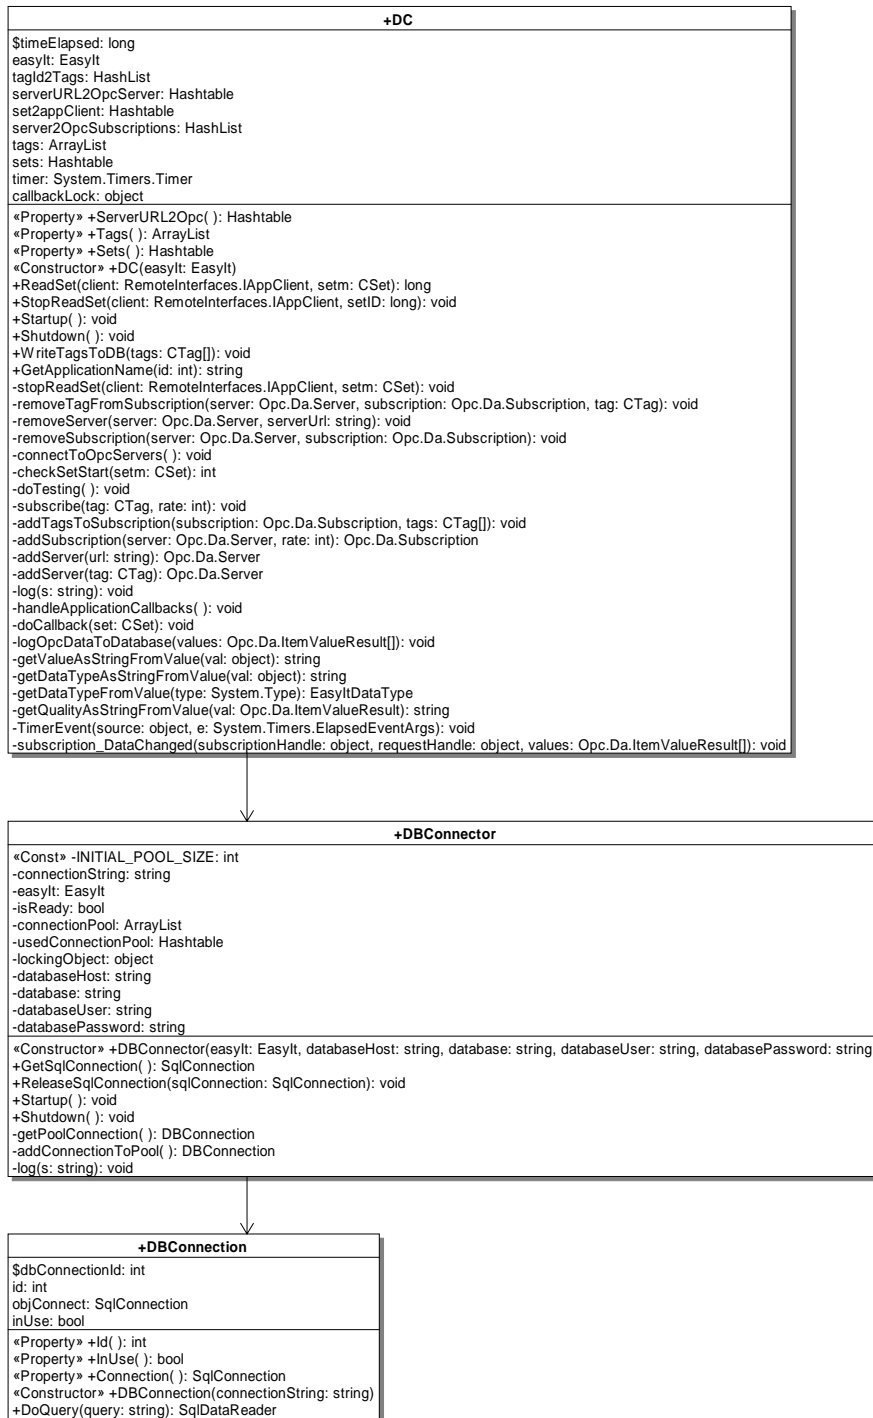 +DC
$timeElapsed: long
easyIt: EasyIt
tagId2Tags: HashList
serverURL2OpcServer: Hashtable
set2appClient: Hashtable
server2OpcSubscriptions: HashList
tags: ArrayList
sets: Hashtable
timer: System.Timers.Timer
callbackLock: object
«Property» +ServerURL2Opc( ): Hashtable
«Property» +Tags( ): ArrayList
«Property» +Sets( ): Hashtable
«Constructor» +DC(easyIt: EasyIt)
+ReadSet(client: RemoteInterfaces.IAppClient, setm: CSet): long
+StopReadSet(client: RemoteInterfaces.IAppClient, setID: long): void
+Startup( ): void
+Shutdown( ): void
+WriteTagsToDB(tags: CTag[]): void
+GetApplicationName(id: int): string
-stopReadSet(client: RemoteInterfaces.IAppClient, setm: CSet): void
-removeTagFromSubscription(server: Opc.Da.Server, subscription: Opc.Da.Subscription, tag: CTag): void
-removeServer(server: Opc.Da.Server, serverUrl: string): void
-removeSubscription(server: Opc.Da.Server, subscription: Opc.Da.Subscription): void
-connectToOpcServers( ): void
-checkSetStart(setm: CSet): int
-doTesting( ): void
-subscribe(tag: CTag, rate: int): void
-addTagsToSubscription(subscription: Opc.Da.Subscription, tags: CTag[]): void
-addSubscription(server: Opc.Da.Server, rate: int): Opc.Da.Subscription
-addServer(url: string): Opc.Da.Server
-addServer(tag: CTag): Opc.Da.Server
-log(s: string): void
-handleApplicationCallbacks( ): void
-doCallback(set: CSet): void
-logOpcDataToDatabase(values: Opc.Da.ItemValueResult[]): void
-getValueAsStringFromValue(val: object): string
-getDataTypeAsStringFromValue(val: object): string
-getDataTypeFromValue(type: System.Type): EasyItDataType
-getQualityAsStringFromValue(val: Opc.Da.ItemValueResult): string
-TimerEvent(source: object, e: System.Timers.ElapsedEventArgs): void
-subscription_DataChanged(subscriptionHandle: object, requestHandle: object, values: Opc.Da.ItemValueResult[]): void
+DBConnector
«Const» -INITIAL_POOL_SIZE: int
-connectionString: string
-easyIt: EasyIt
-isReady: bool
-connectionPool: ArrayList
-usedConnectionPool: Hashtable
-lockingObject: object
-databaseHost: string
-database: string
-databaseUser: string
-databasePassword: string
«Constructor» +DBConnector(easyIt: EasyIt, databaseHost: string, database: string, databaseUser: string, databasePassword: string
+GetSqlConnection( ): SqlConnection
+ReleaseSqlConnection(sqlConnection: SqlConnection): void
+Startup( ): void
+Shutdown( ): void
-getPoolConnection( ): DBConnection
-addConnectionToPool( ): DBConnection
-log(s: string): void
+DBConnection
$dbConnectionId: int
id: int
objConnect: SqlConnection
inUse: bool
«Property» +Id( ): int
«Property» +InUse( ): bool
«Property» +Connection( ): SqlConnection
«Constructor» +DBConnection(connectionString: string)
+DoQuery(query: string): SqlDataReader